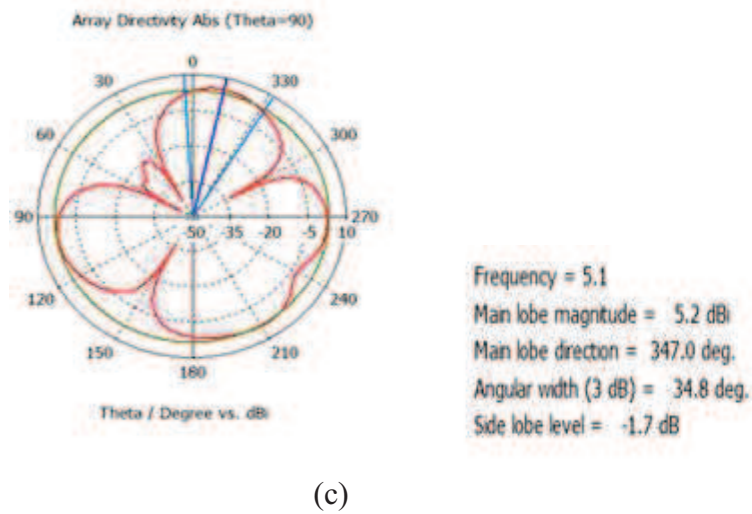 Array Directivity Abs (Theta=90)
0
30
330
60
300
90
-50
-35
-20
-5
10
270
120
240
150
210
180
Theta / Degree vs. dBi
Frequency = 5.1
Main lobe magnitude = 5.2 dBi
Main lobe direction = 347.0 deg.
Angular width (3 dB) = 34.8 deg.
Side lobe level = -1.7 dB
(c)